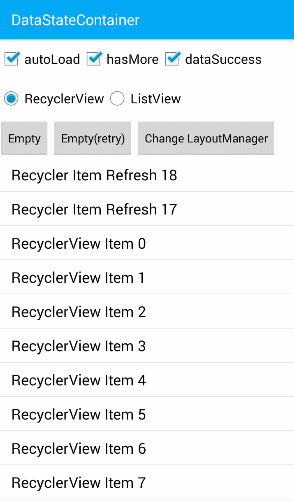 DataStateContainer
autoLoad hasMore dataSuccess
RecyclerView ListView
Empty Empty(retry) Change LayoutManager
Recycler Item Refresh 18
Recycler Item Refresh 17
RecyclerView Item 0
RecyclerView Item 1
RecyclerView Item 2
RecyclerView Item 3
RecyclerView Item 4
RecyclerView Item 5
RecyclerView Item 6
RecyclerView Item 7